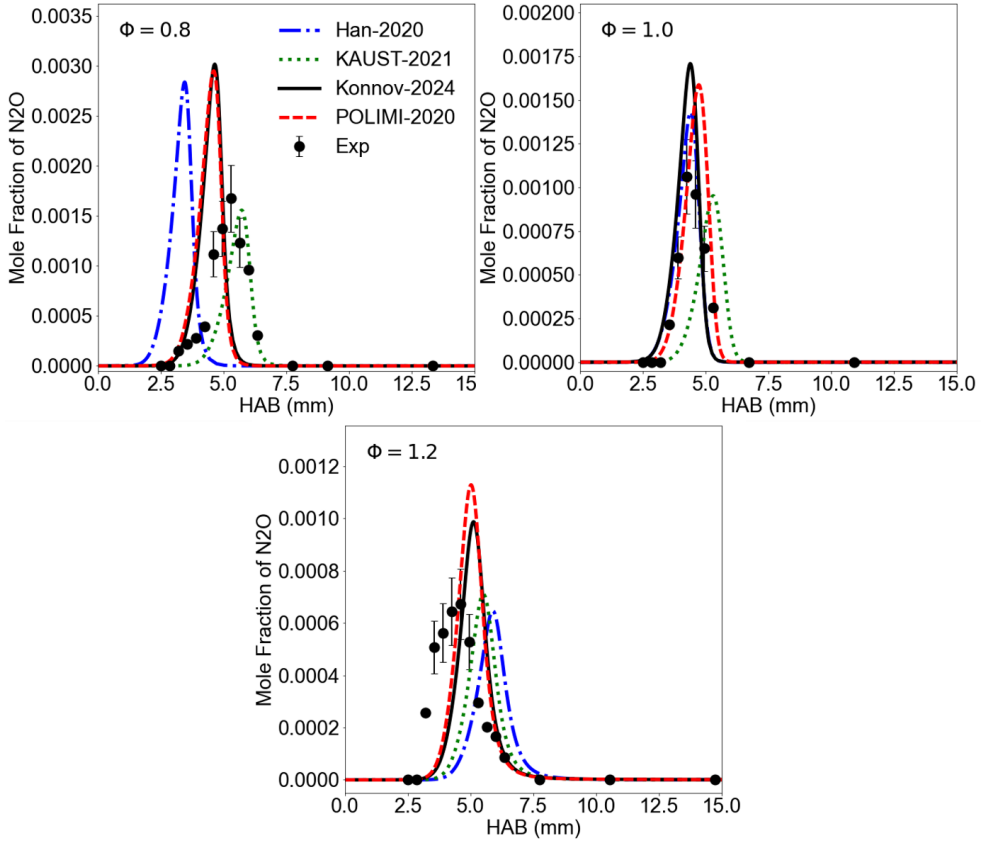 Φ = 0.8
Han-2020
KAUST-2021
Konnov-2024
POLIMI-2020
Exp
Mole Fraction of N2O
0.0035
0.0030
0.0025
0.0020
0.0015
0.0010
0.0005
0.0000
0.0 2.5 5.0 7.5 10.0 12.5 15
HAB (mm)
Φ = 1.0
Mole Fraction of N2O
0.00200
0.00175
0.00150
0.00125
0.00100
0.00075
0.00050
0.00025
0.00000
0.0 2.5 5.0 7.5 10.0 12.5 15.0
HAB (mm)
Φ = 1.2
Mole Fraction of N2O
0.0012
0.0010
0.0008
0.0006
0.0004
0.0002
0.0000
0.0 2.5 5.0 7.5 10.0 12.5 15.0
HAB (mm)